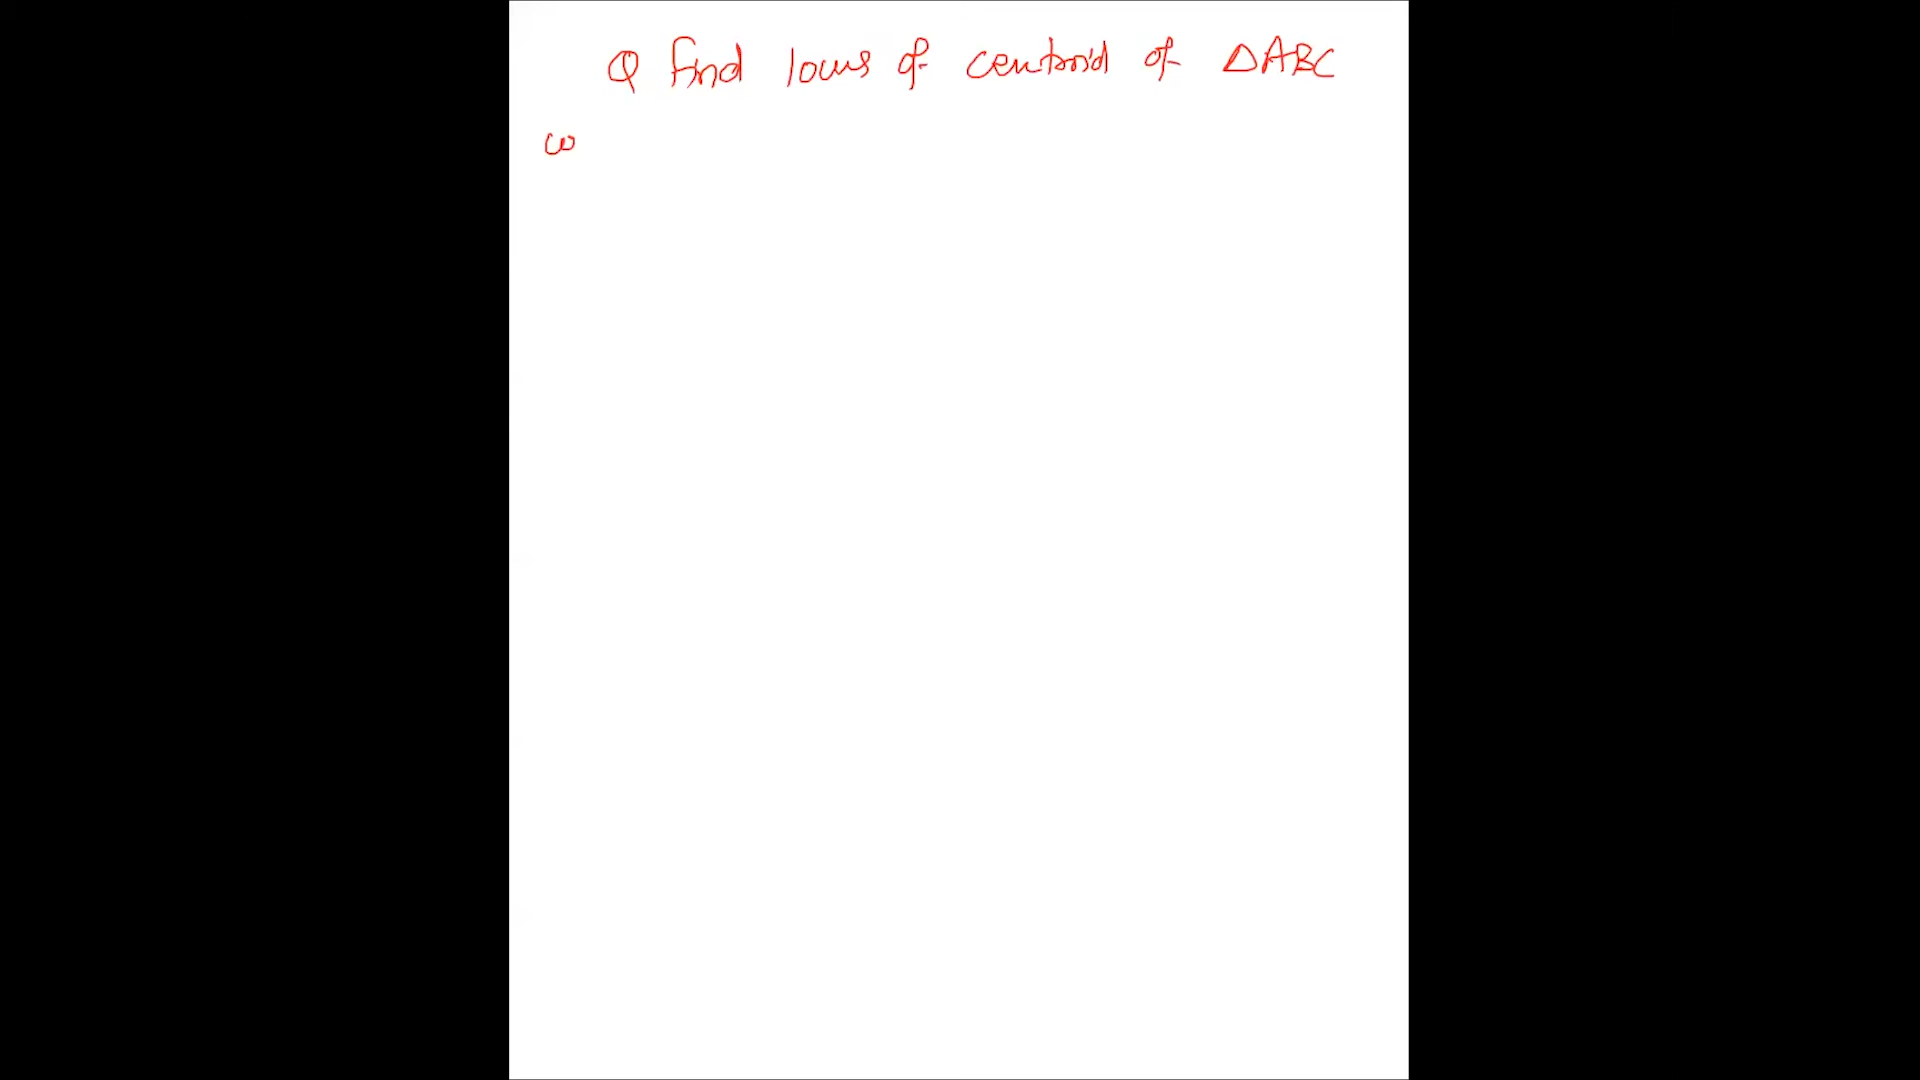 Q Find locus of centroid of ΔABC
w